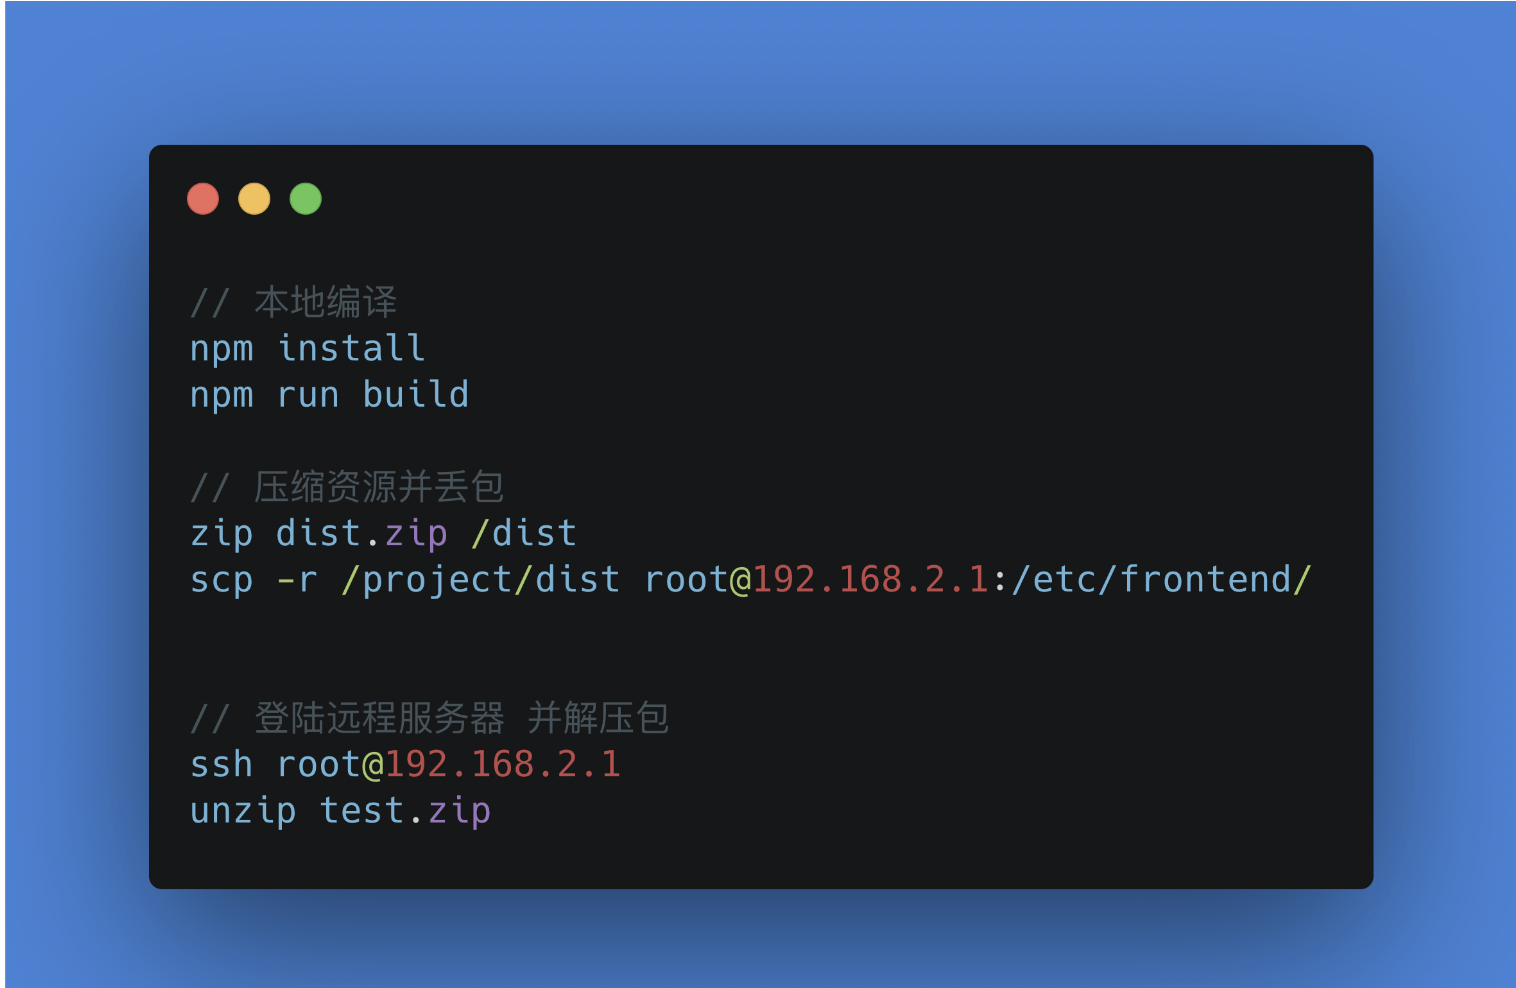 // 本地编译
npm install
npm run build
// 压缩资源并丢包
zip dist.zip /dist
scp -r /project/dist root@192.168.2.1:/etc/frontend/
// 登陆远程服务器 并解压包
ssh root@192.168.2.1
unzip test.zip